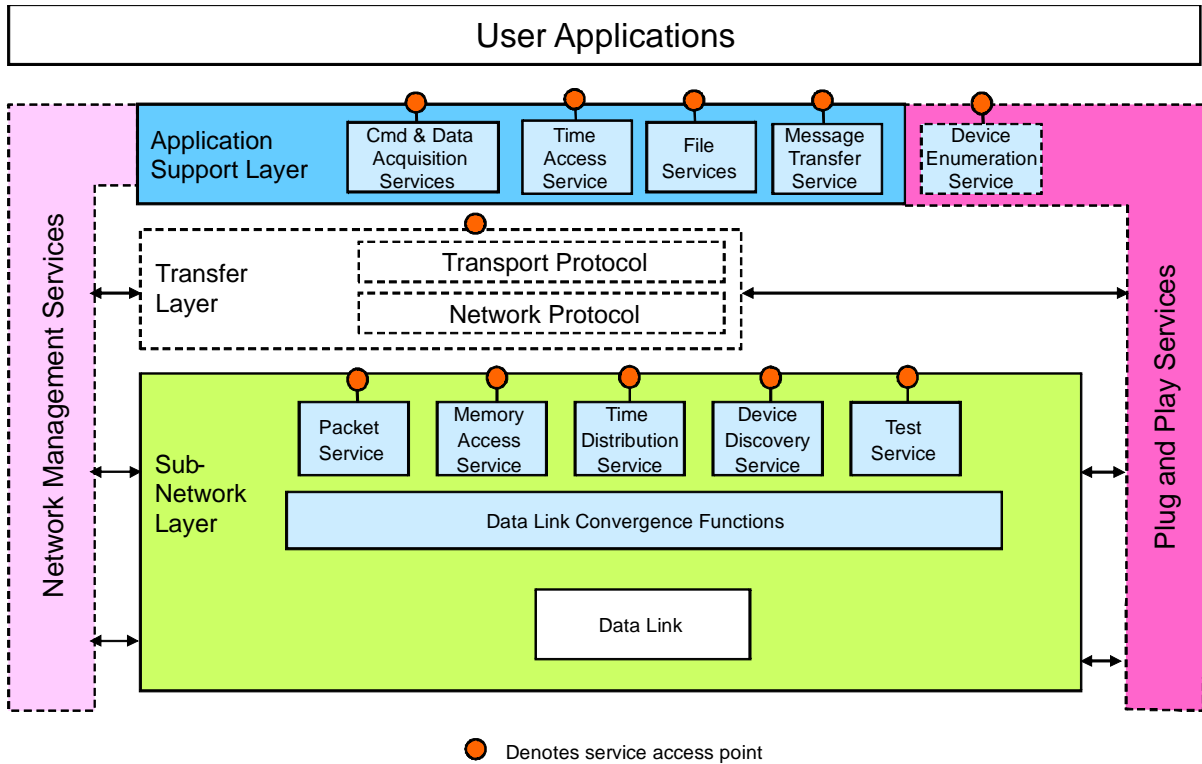 User Applications
Application
Support Layer
Cmd & Data
Acquisition
Services
Time
Access
Service
File
Services
Message
Transfer
Service
Device
Enumeration
Service
Network Management Services
Plug and Play Services
Transfer
Layer
Transport Protocol
Network Protocol
Sub-
Network
Layer
Packet
Service
Memory
Access
Service
Time
Distribution
Service
Device
Discovery
Service
Test
Service
Data Link Convergence Functions
Data Link
Denotes service access point